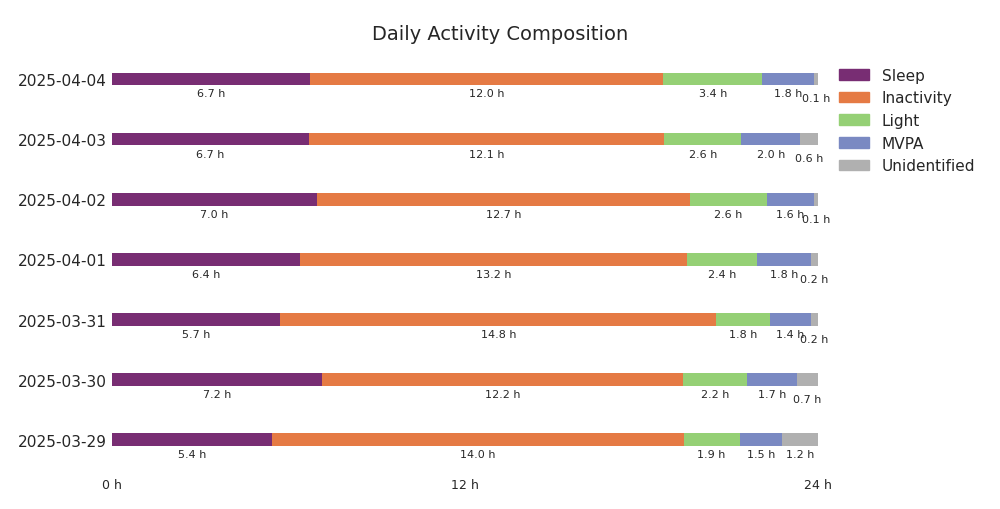 Daily Activity Composition
Sleep
Inactivity
Light
MVPA
Unidentified
2025-04-04
6.7 h 12.0 h 3.4 h 1.8 h 0.1 h
2025-04-03
6.7 h 12.1 h 2.6 h 2.0 h 0.6 h
2025-04-02
7.0 h 12.7 h 2.6 h 1.6 h 0.1 h
2025-04-01
6.4 h 13.2 h 2.4 h 1.8 h 0.2 h
2025-03-31
5.7 h 14.8 h 1.8 h 1.4 h 0.2 h
2025-03-30
7.2 h 12.2 h 2.2 h 1.7 h 0.7 h
2025-03-29
5.4 h 14.0 h 1.9 h 1.5 h 1.2 h
0 h 12 h 24 h